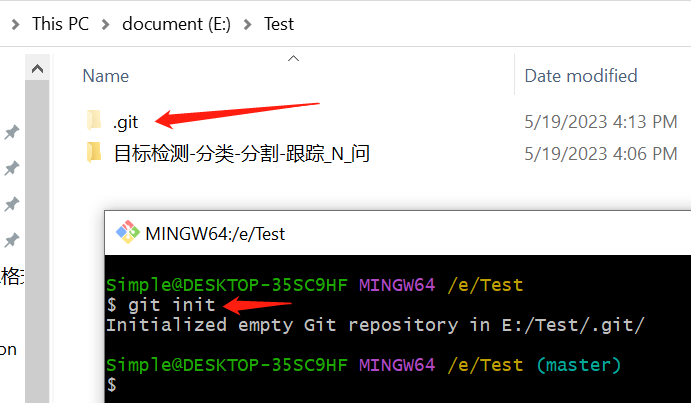 This PC > document (E:) > Test
Name Date modified
.git 5/19/2023 4:13 PM
目标检测-分类-分割-跟踪_N_问 5/19/2023 4:06 PM
MINGW64:/e/Test
Simple@DESKTOP-35SC9HF MINGW64 /e/Test
$ git init
Initialized empty Git repository in E:/Test/.git/
Simple@DESKTOP-35SC9HF MINGW64 /e/Test (master)
$
格式
on